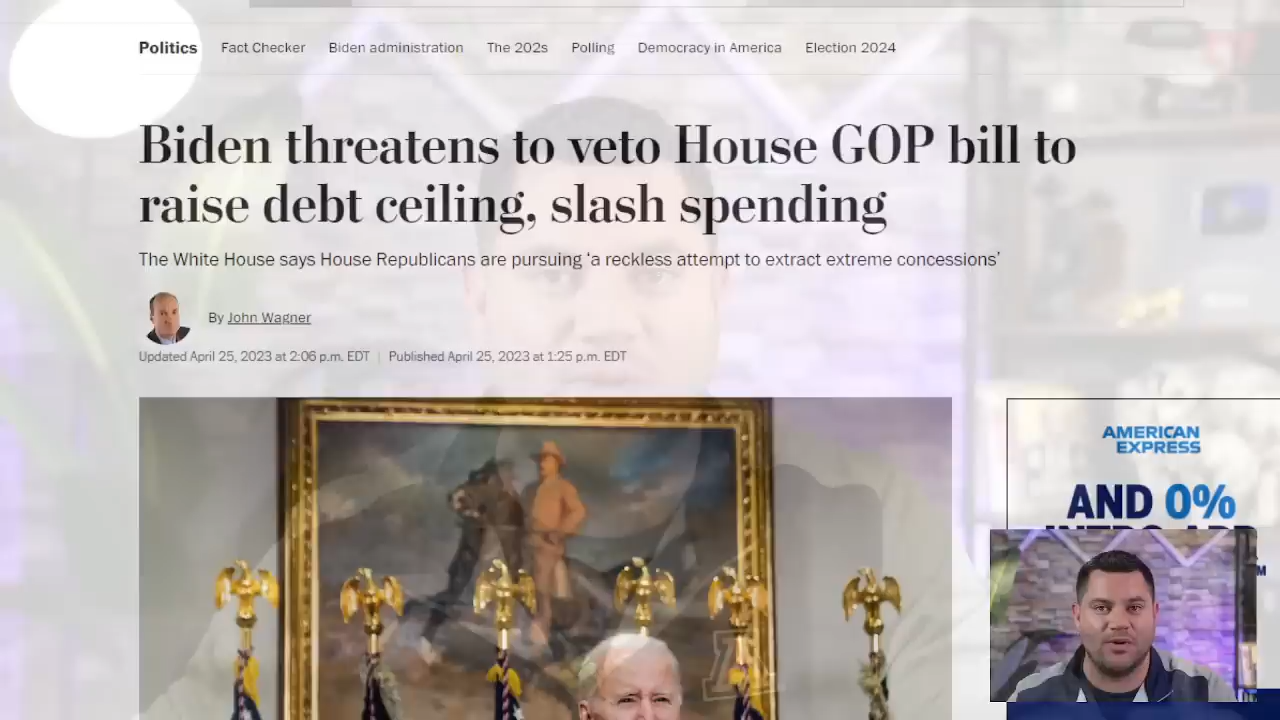 Politics Fact Checker Biden administration The 202s Polling Democracy in America Election 2024
Biden threatens to veto House GOP bill to
raise debt ceiling, slash spending
The White House says House Republicans are pursuing ‘a reckless attempt to extract extreme concessions’
By John Wagner
Updated April 25, 2023 at 2:06 p.m. EDT | Published April 25, 2023 at 1:25 p.m. EDT
AMERICAN
EXPRESS
AND 0%